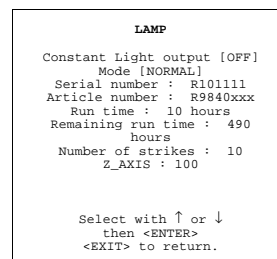 LAMP
Constant Light output [OFF]
Mode [NORMAL]
Serial number : R101111
Article number : R9840xxx
Run time : 10 hours
Remaining run time : 490
hours
Number of strikes : 10
Z_AXIS : 100
Select with ↑ or ↓
then <ENTER>
<EXIT> to return.